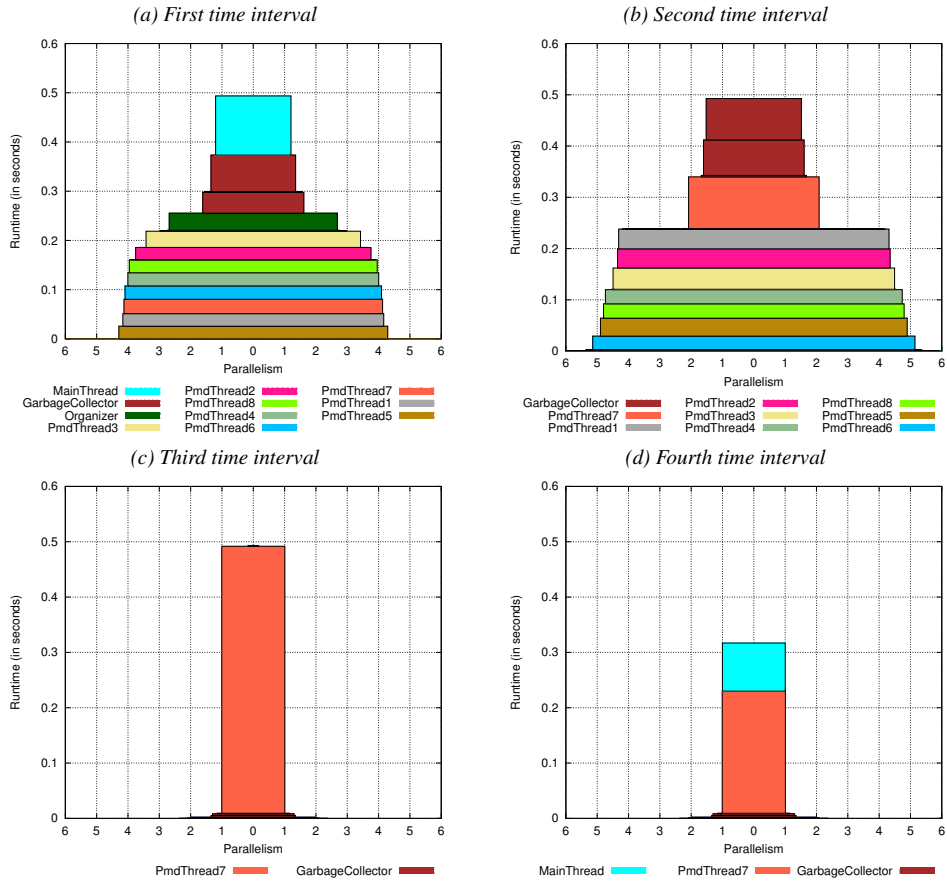 (a) First time interval
0.6
0.5
0.4
0.3
0.2
0.1
0
Runtime (in seconds)
6 5 4 3 2 1 0 1 2 3 4 5 6
Parallelism
MainThread PmdThread2 PmdThread7
GarbageCollector PmdThread8 PmdThread1
Organizer PmdThread4 PmdThread5
PmdThread3 PmdThread6
(b) Second time interval
0.6
0.5
0.4
0.3
0.2
0.1
0
Runtime (in seconds)
6 5 4 3 2 1 0 1 2 3 4 5 6
Parallelism
GarbageCollector PmdThread2 PmdThread8
PmdThread7 PmdThread3 PmdThread5
PmdThread1 PmdThread4 PmdThread6
(c) Third time interval
0.6
0.5
0.4
0.3
0.2
0.1
0
Runtime (in seconds)
6 5 4 3 2 1 0 1 2 3 4 5 6
Parallelism
PmdThread7 GarbageCollector
(d) Fourth time interval
0.6
0.5
0.4
0.3
0.2
0.1
0
Runtime (in seconds)
6 5 4 3 2 1 0 1 2 3 4 5 6
Parallelism
MainThread PmdThread7 GarbageCollector